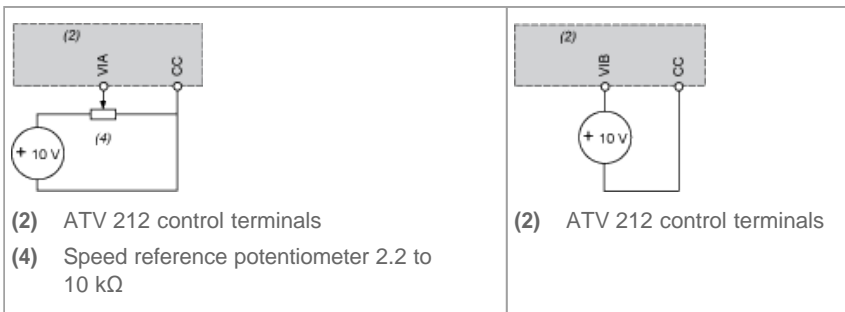 (2)
VIA
CC
(4)
+ 10 V
(2) ATV 212 control terminals
(4) Speed reference potentiometer 2.2 to
10 kΩ
(2)
VIB
CC
+ 10 V
(2) ATV 212 control terminals